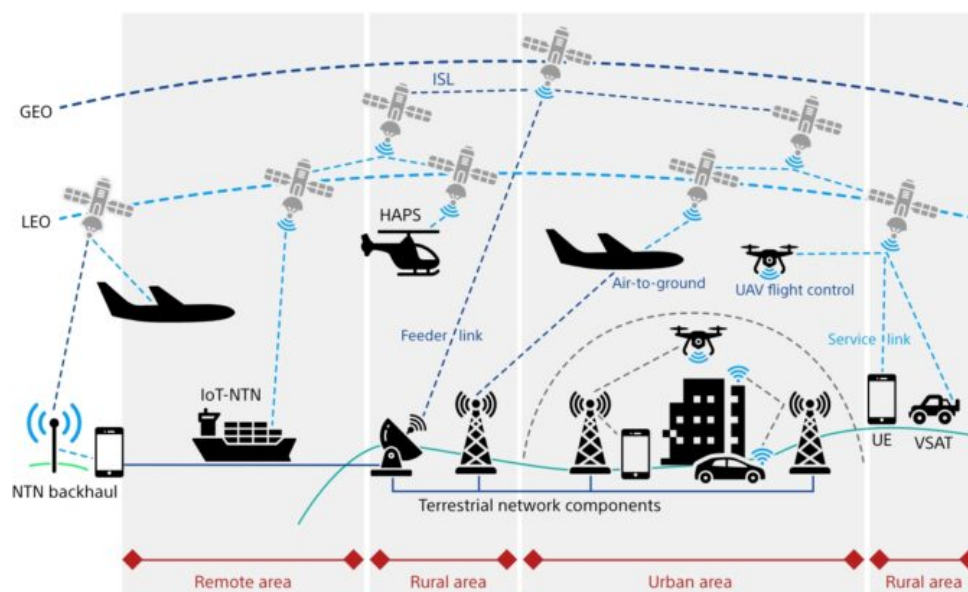 GEO
ISL
LEO
HAPS
Air-to-ground
UAV flight control
Feeder link
Service link
IoT-NTN
NTN backhaul
UE
VSAT
Terrestrial network components
Remote area
Rural area
Urban area
Rural area